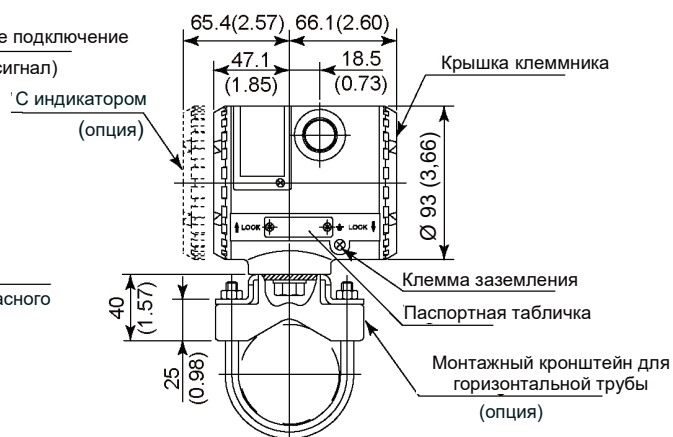 65.4(2.57) 66.1(2.60)
е подключение
сигнал)
47.1
(1.85)
18.5
(0.73)
Крышка клеммника
С индикатором
(опция)
Ø 93 (3,66)
LOCK LOCK
Клемма заземления
асного
40
(1.57)
Паспортная табличка
25
(0.98)
Монтажный кронштейн для
горизонтальной трубы
(опция)